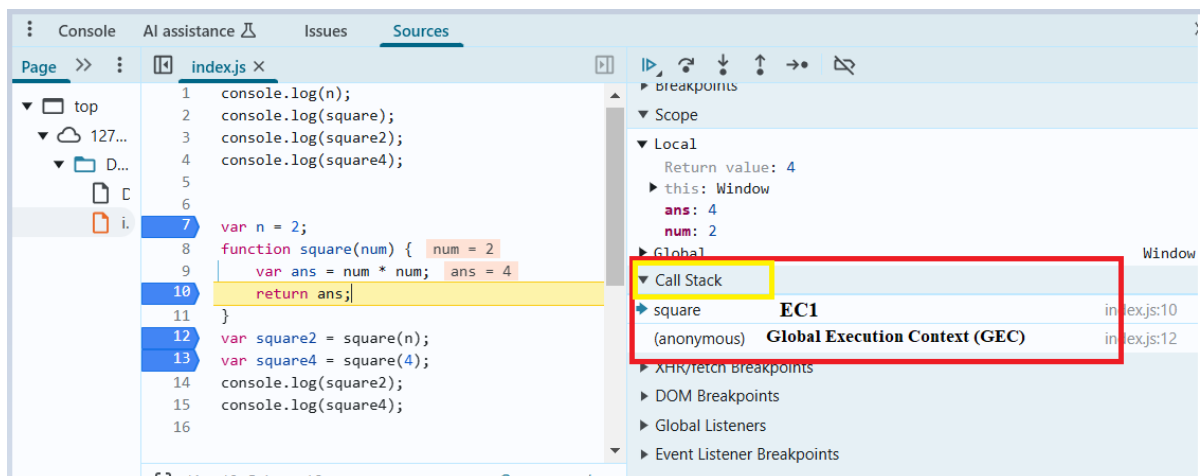 Console AI assistance Issues Sources
Page index.js ×
top
127...
D...
D
i.
1 console.log(n);
2 console.log(square);
3 console.log(square2);
4 console.log(square4);
5
6
7 var n = 2;
8 function square(num) { num = 2
9 var ans = num * num; ans = 4
10 return ans;
11 }
12 var square2 = square(n);
13 var square4 = square(4);
14 console.log(square2);
15 console.log(square4);
16
Breakpoints
Scope
Local
Return value: 4
this: Window
ans: 4
num: 2
Global Window
Call Stack
square EC1 index.js:10
(anonymous) Global Execution Context (GEC) index.js:12
XHR/fetch Breakpoints
DOM Breakpoints
Global Listeners
Event Listener Breakpoints